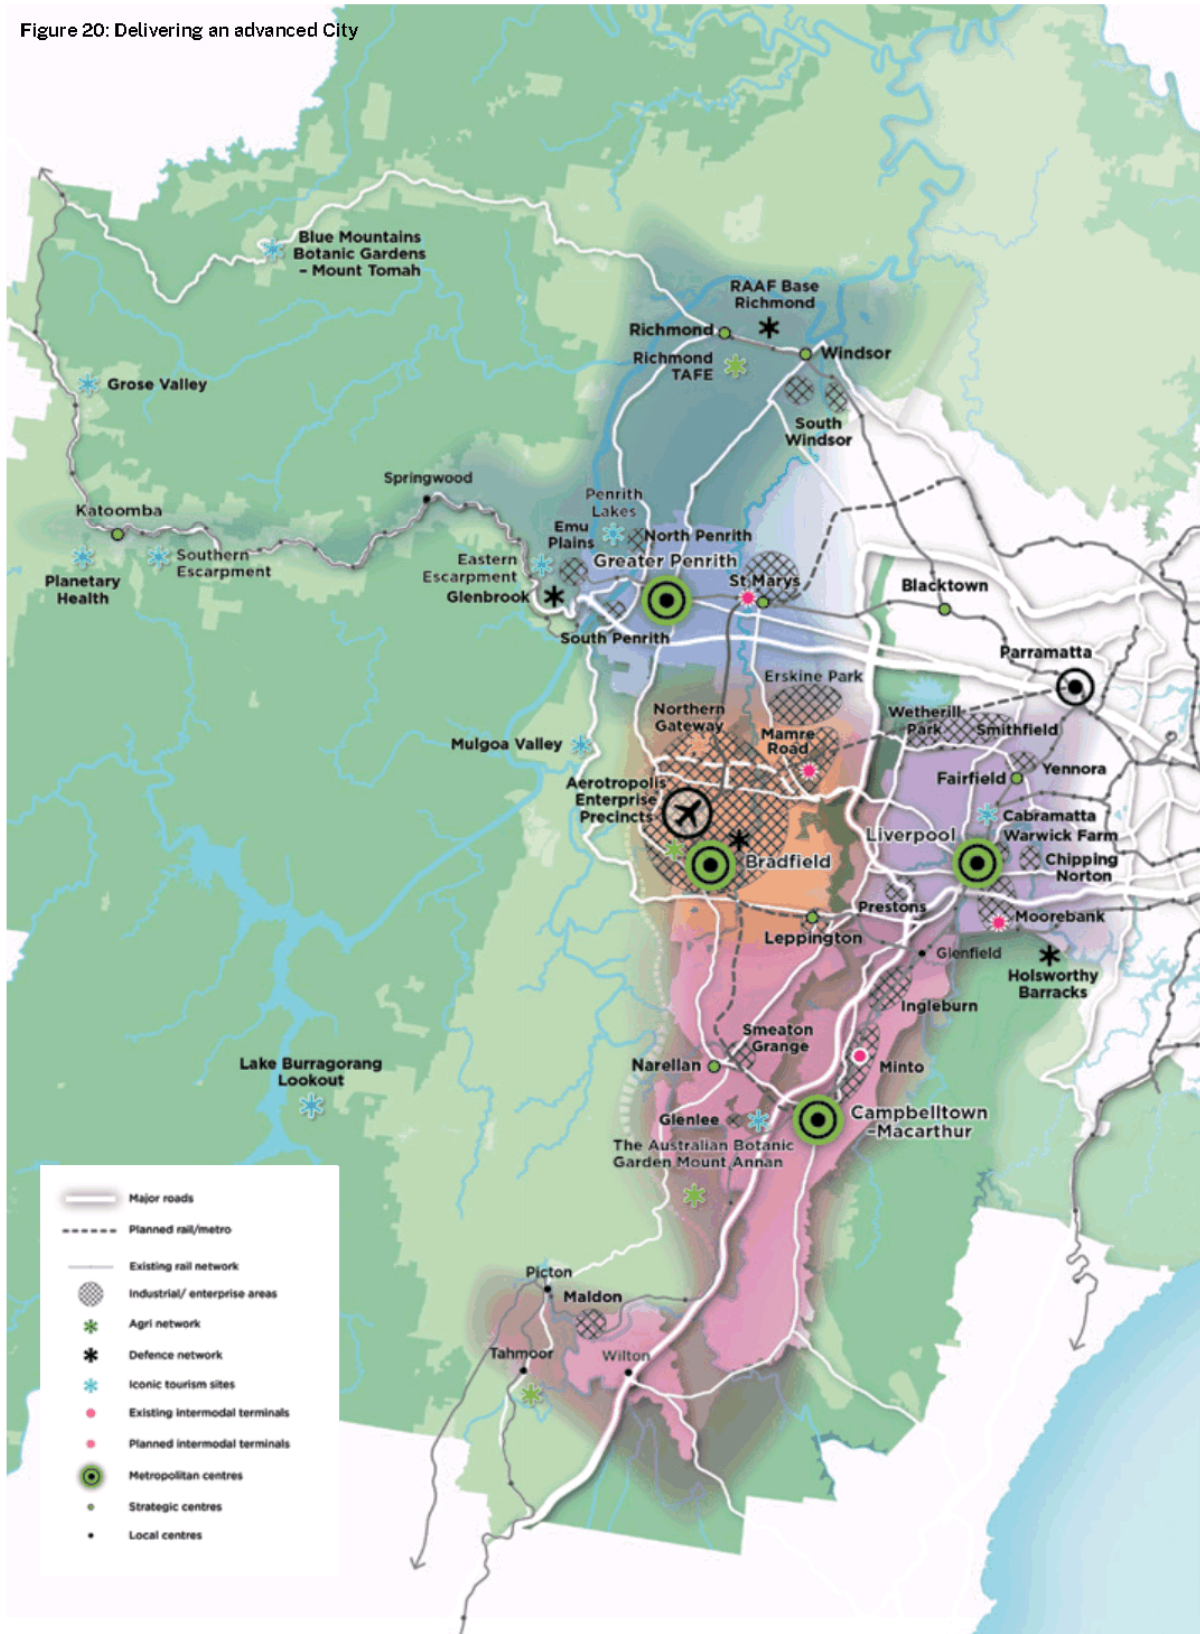 Figure 20: Delivering an advanced City
Blue Mountains
Botanic Gardens
– Mount Tomah
RAAF Base
Richmond
Richmond
Windsor
Richmond
TAFE
Grose Valley
South
Windsor
Springwood
Penrith
Lakes
Katoomba
Emu
Plains
North Penrith
Southern
Escarpment
Eastern
Escarpment
Greater Penrith
St Marys
Planetary
Health
Glenbrook
Blacktown
South Penrith
Parramatta
Erskine Park
Northern
Gateway
Wetherill
Park
Smithfield
Mamre
Road
Mulgoa Valley
Yennora
Fairfield
Aerotropolis
Enterprise
Precincts
Cabramatta
Liverpool
Warwick Farm
Bradfield
Chipping
Norton
Prestons
Moorebank
Leppington
Glenfield
Holsworthy
Barracks
Ingleburn
Smeaton
Grange
Narellan
Minto
Lake Burragorang
Lookout
Glenlee
Campbelltown
–Macarthur
The Australian Botanic
Garden Mount Annan
Picton
Maldon
Tahmoor
Wilton
Major roads
Planned rail/metro
Existing rail network
Industrial/ enterprise areas
Agri network
Defence network
Iconic tourism sites
Existing intermodal terminals
Planned intermodal terminals
Metropolitan centres
Strategic centres
Local centres